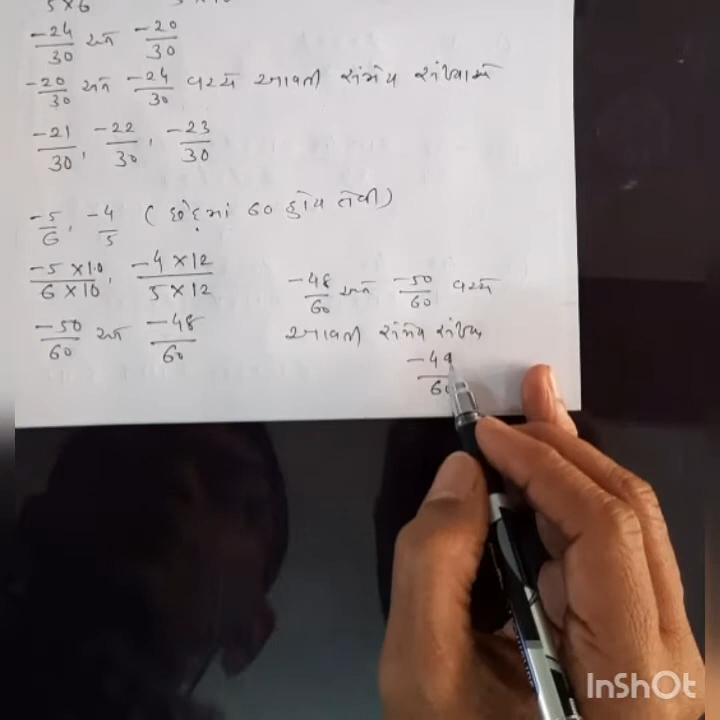 5×6
-24/30 અને -20/30
-20/30 અને -24/30 વચ્ચે આવતી સંમેય સંખ્યાઓ
-21/30, -22/30, -23/30
-5/6, -4/5 (છેદમાં 60 હોય તેવી)
-5×10/6×10, -4×12/5×12
-50/60 અને -48/60
-48/60 અને -50/60 વચ્ચે
આવતી સંમેય સંખ્યા
-49/60
InShOt